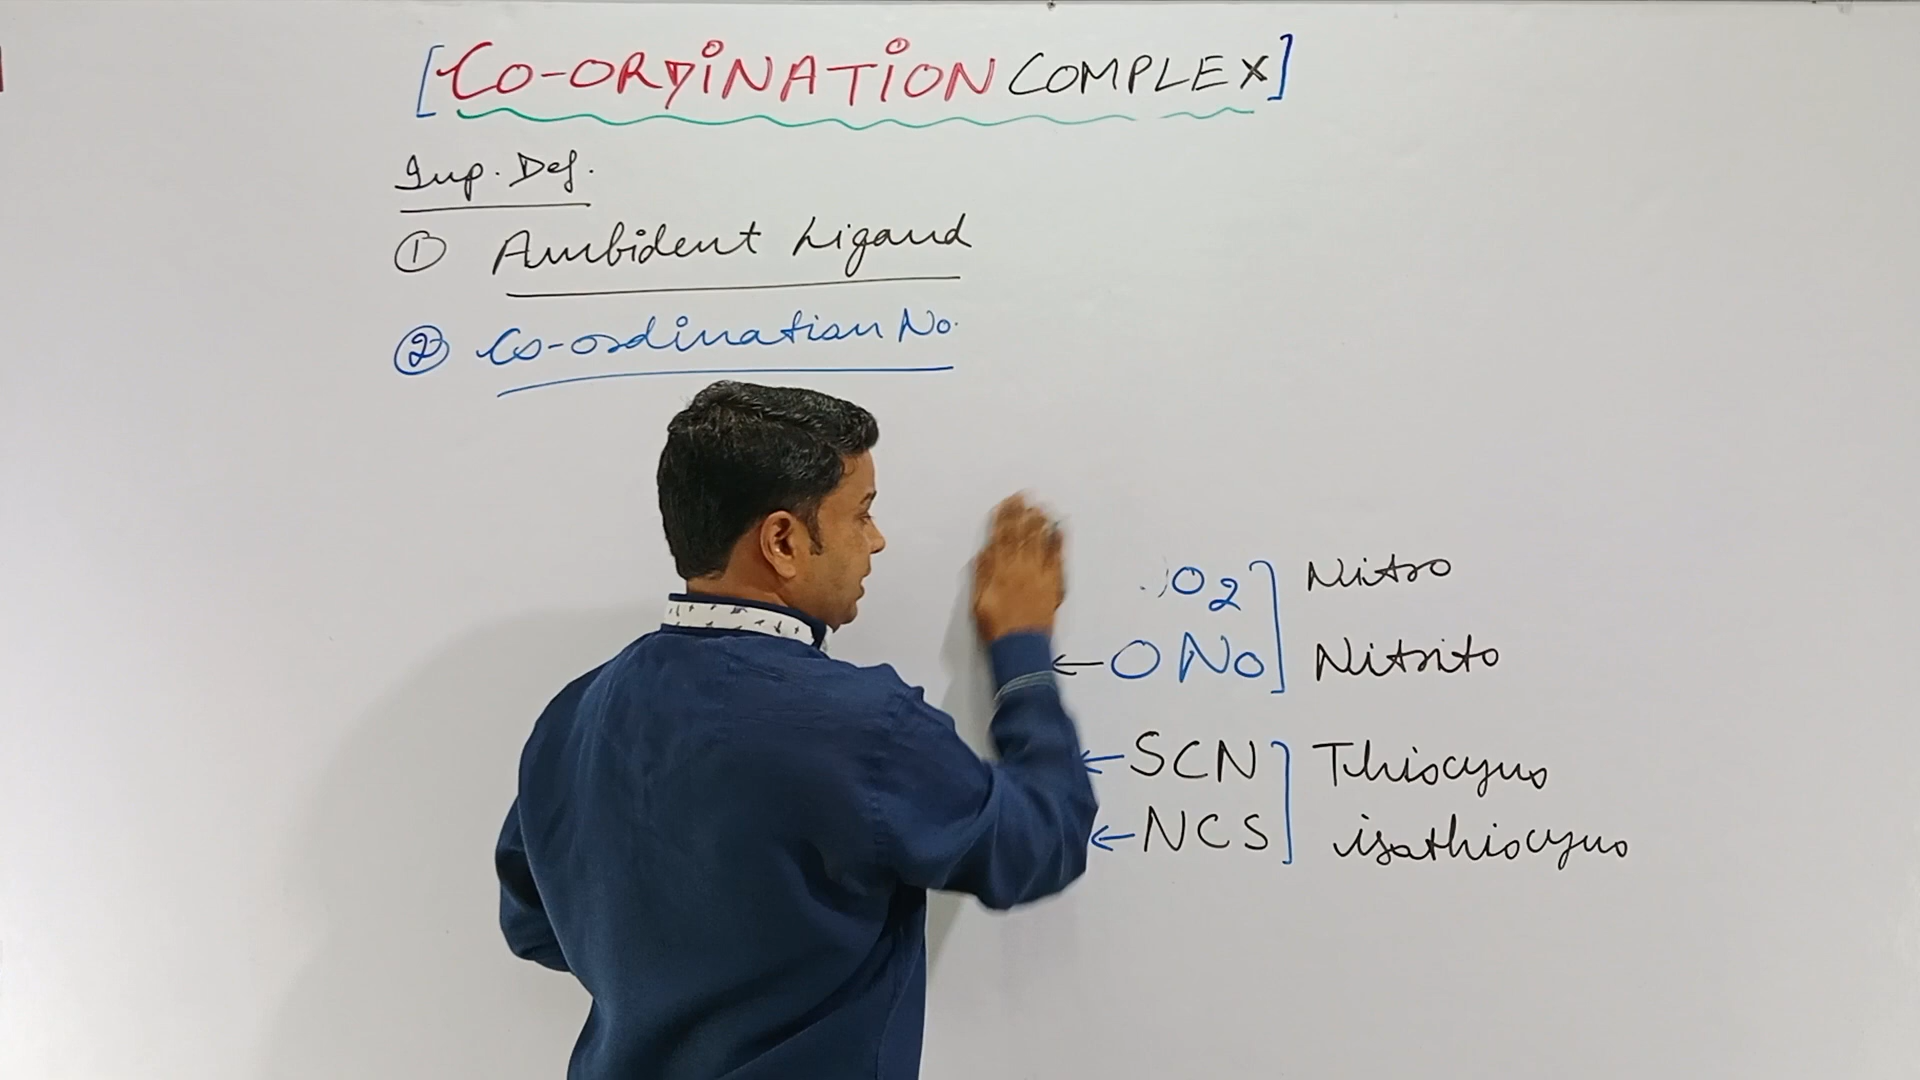 [CO-ORDINATION COMPLEX]
Imp. Def.
① Ambident Ligand
② Co-ordination No.
O2] Nitro
← ONO] Nitrito
← SCN] Thiocyno
← NCS] isothiocyno